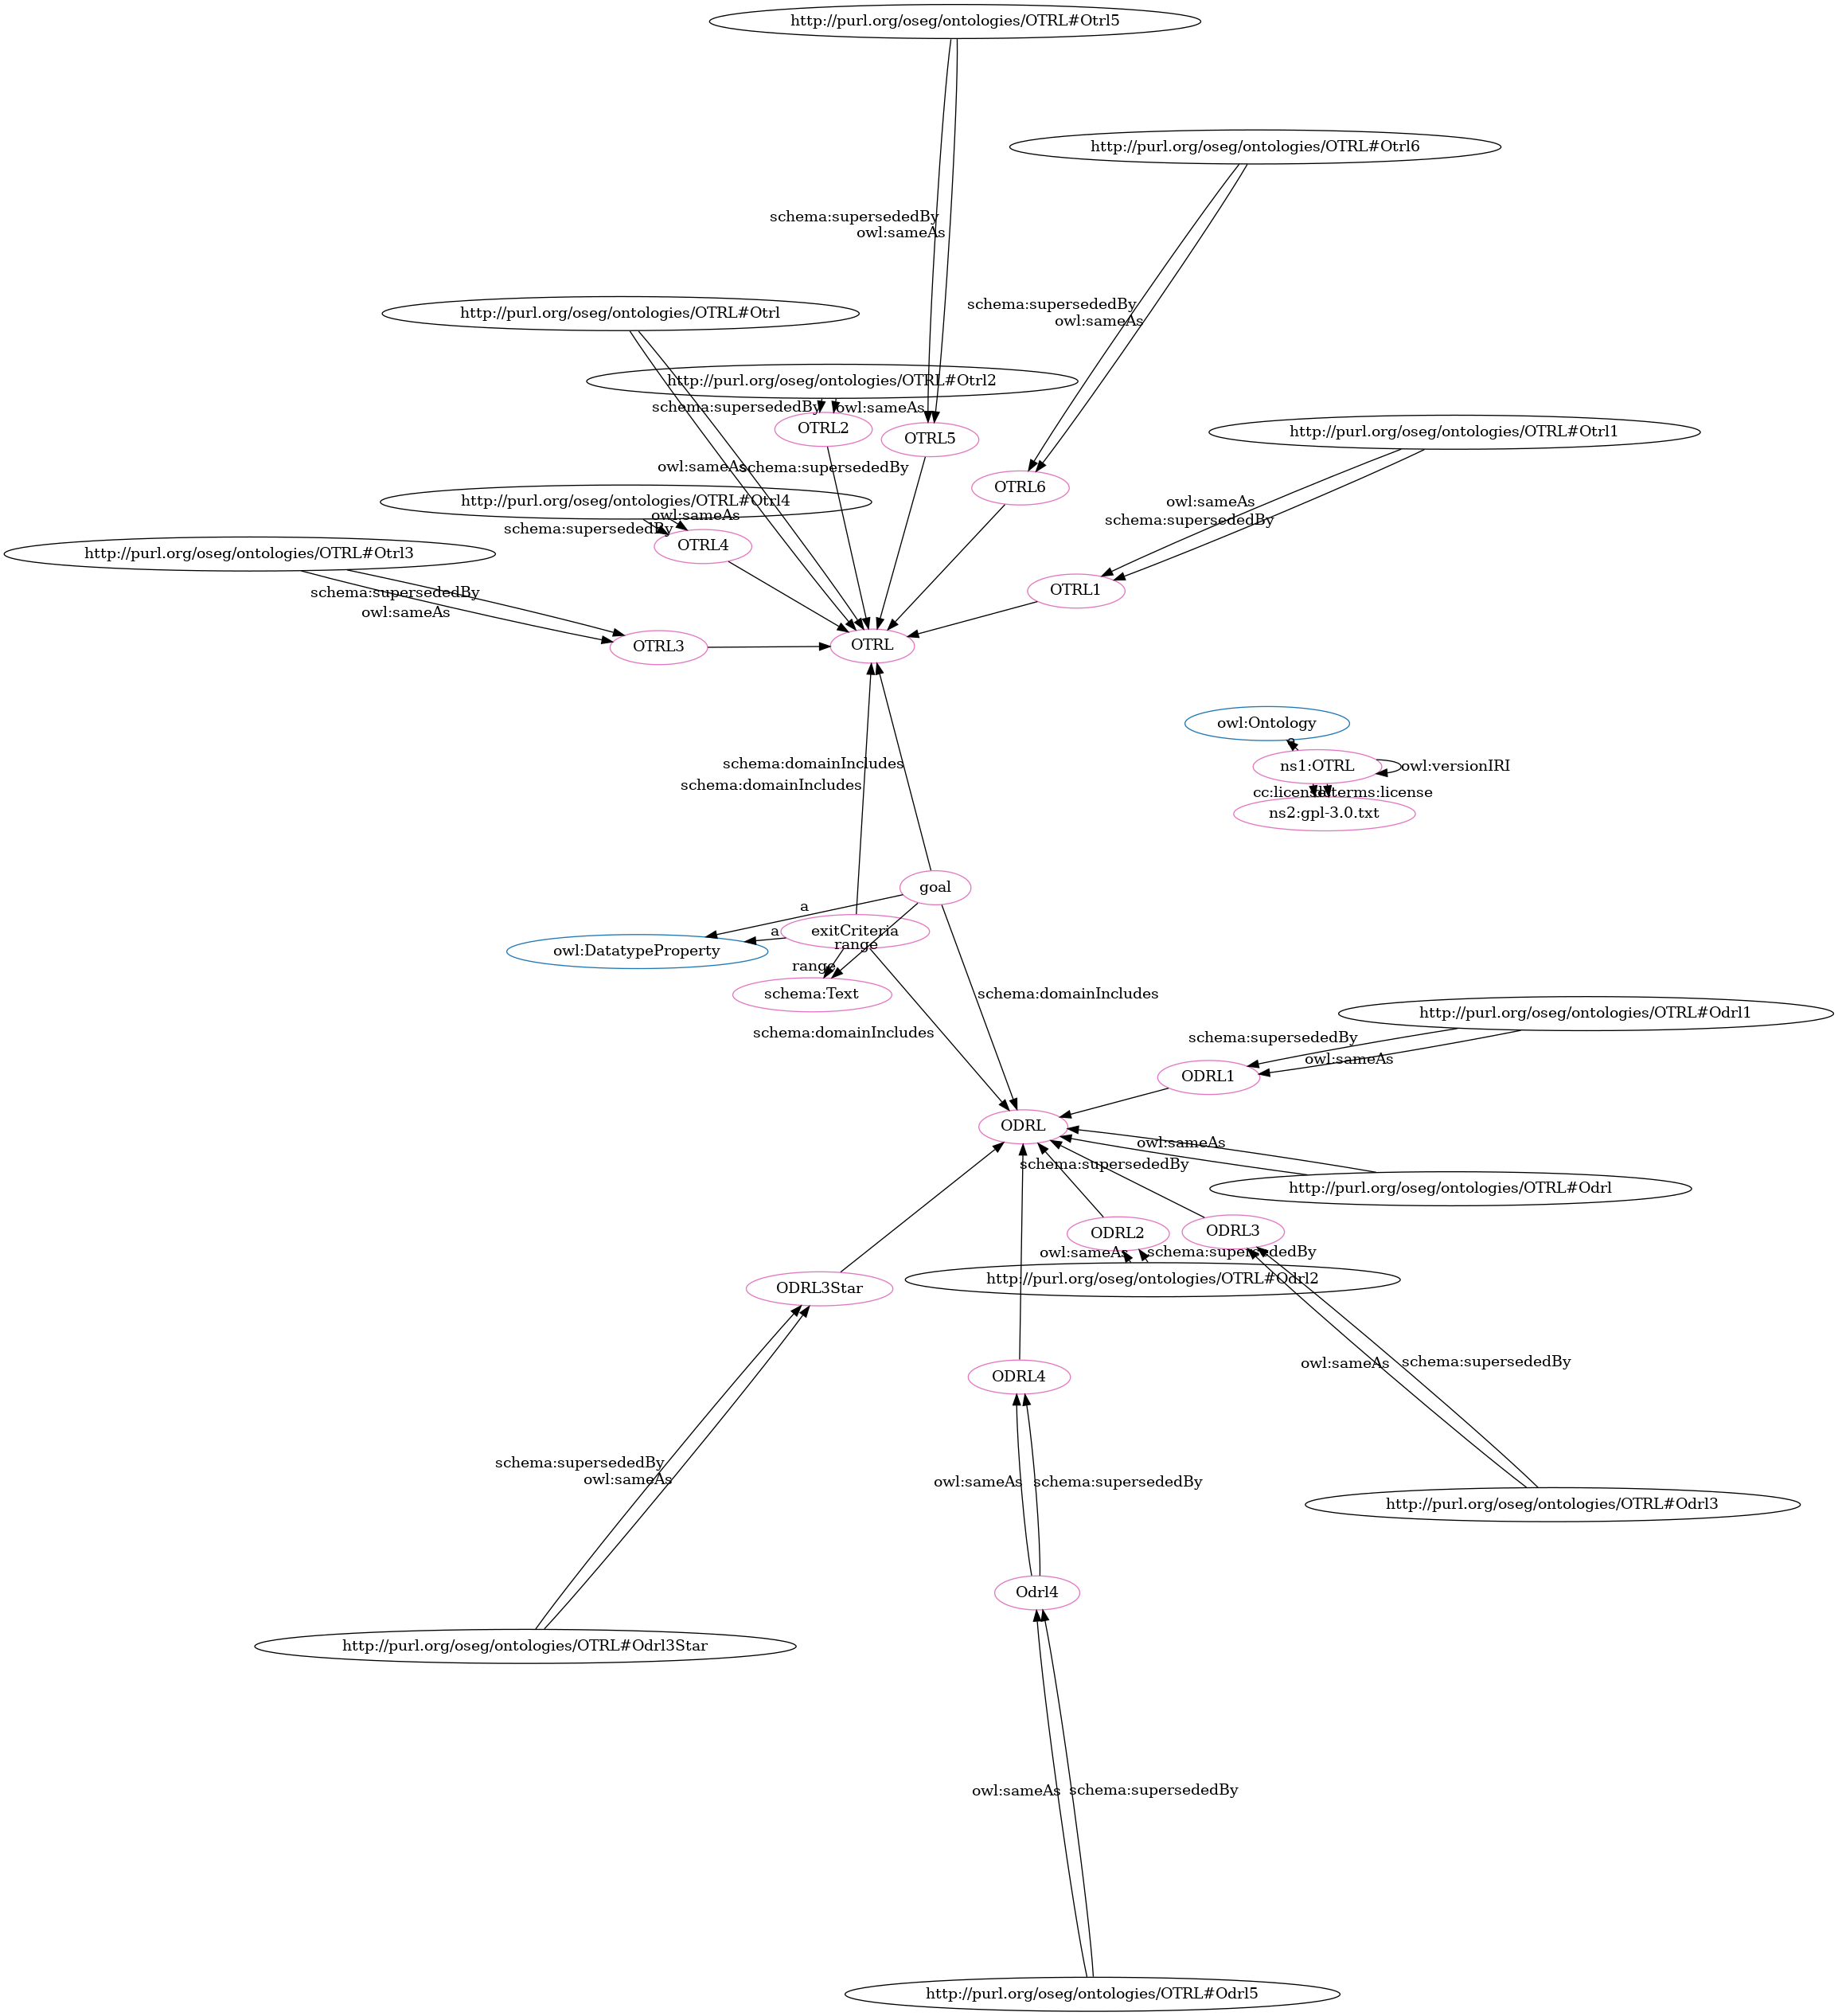 http://purl.org/oseg/ontologies/OTRL#Otrl5
http://purl.org/oseg/ontologies/OTRL#Otrl6
schema:supersededBy
owl:sameAs
schema:supersededBy
http://purl.org/oseg/ontologies/OTRL#Otrl
owl:sameAs
http://purl.org/oseg/ontologies/OTRL#Otrl2
schema:supersededBy
owl:sameAs
OTRL2
OTRL5
http://purl.org/oseg/ontologies/OTRL#Otrl1
owl:sameAs
schema:supersededBy
OTRL6
http://purl.org/oseg/ontologies/OTRL#Otrl4
owl:sameAs
owl:sameAs
schema:supersededBy
schema:supersededBy
OTRL4
http://purl.org/oseg/ontologies/OTRL#Otrl3
schema:supersededBy
OTRL1
owl:sameAs
OTRL3
OTRL
owl:Ontology
a
schema:domainIncludes
ns1:OTRL
owl:versionIRI
schema:domainIncludes
cc:license
dcterms:license
ns2:gpl-3.0.txt
goal
a
exitCriteria
a
range
owl:DatatypeProperty
range
schema:Text
schema:domainIncludes
http://purl.org/oseg/ontologies/OTRL#Odrl1
schema:domainIncludes
schema:supersededBy
owl:sameAs
ODRL1
ODRL
owl:sameAs
schema:supersededBy
http://purl.org/oseg/ontologies/OTRL#Odrl
ODRL2
ODRL3
owl:sameAs
schema:supersededBy
http://purl.org/oseg/ontologies/OTRL#Odrl2
ODRL3Star
ODRL4
owl:sameAs
schema:supersededBy
schema:supersededBy
owl:sameAs
owl:sameAs
schema:supersededBy
http://purl.org/oseg/ontologies/OTRL#Odrl3
Odrl4
http://purl.org/oseg/ontologies/OTRL#Odrl3Star
owl:sameAs
schema:supersededBy
http://purl.org/oseg/ontologies/OTRL#Odrl5